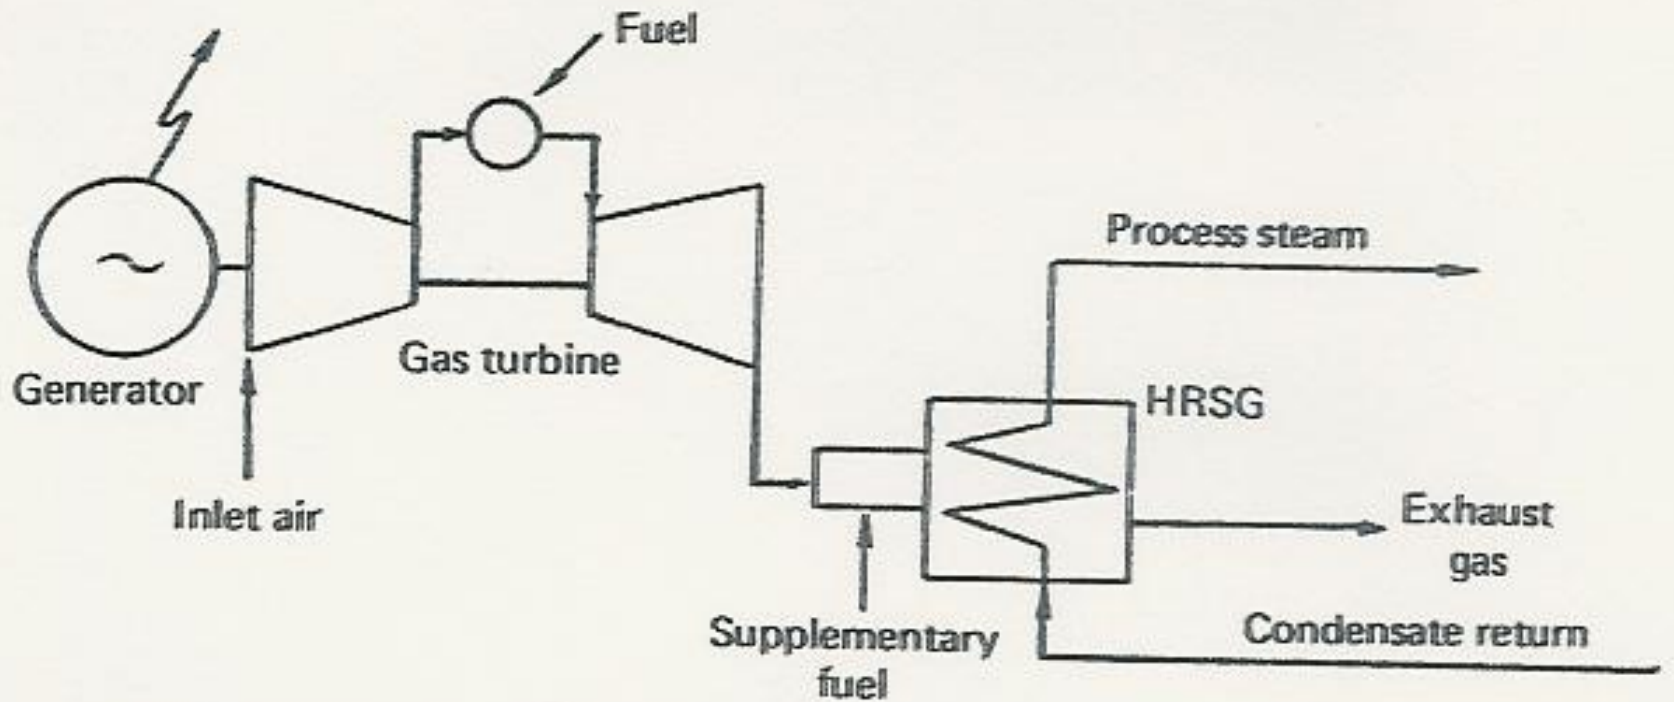 Fuel
Process steam
Gas turbine
Generator
HRSG
Inlet air
Exhaust
gas
Supplementary
fuel
Condensate return